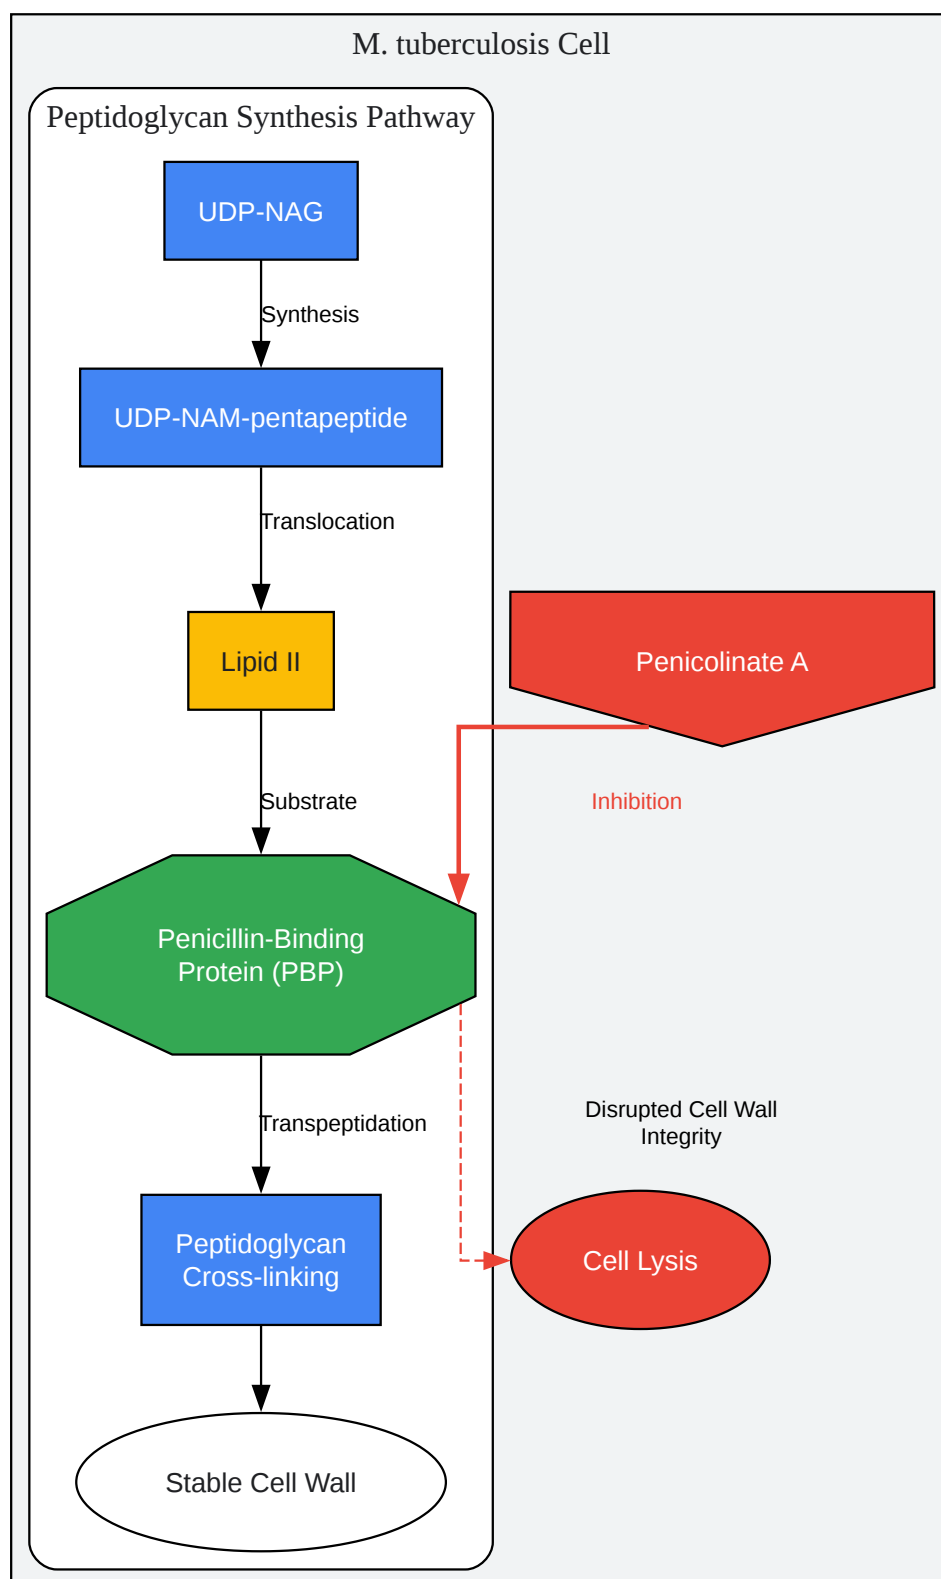 M. tuberculosis Cell
Peptidoglycan Synthesis Pathway
UDP-NAG
Synthesis
UDP-NAM-pentapeptide
Translocation
Lipid II
Penicolinate A
Substrate
Inhibition
Penicillin-Binding
Protein (PBP)
Transpeptidation
Disrupted Cell Wall
Integrity
Peptidoglycan
Cross-linking
Cell Lysis
Stable Cell Wall